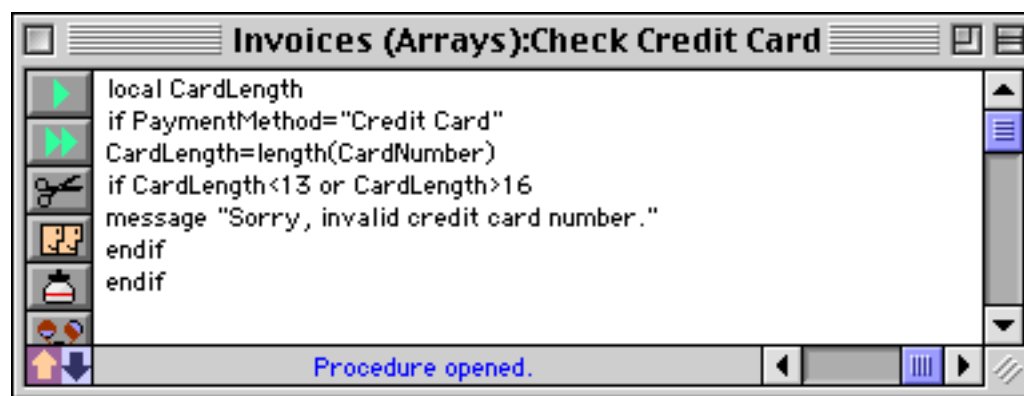 Invoices (Arrays):Check Credit Card
local CardLength
if PaymentMethod="Credit Card"
CardLength=length(CardNumber)
if CardLength<13 or CardLength>16
message "Sorry, invalid credit card number."
endif
endif
Procedure opened.